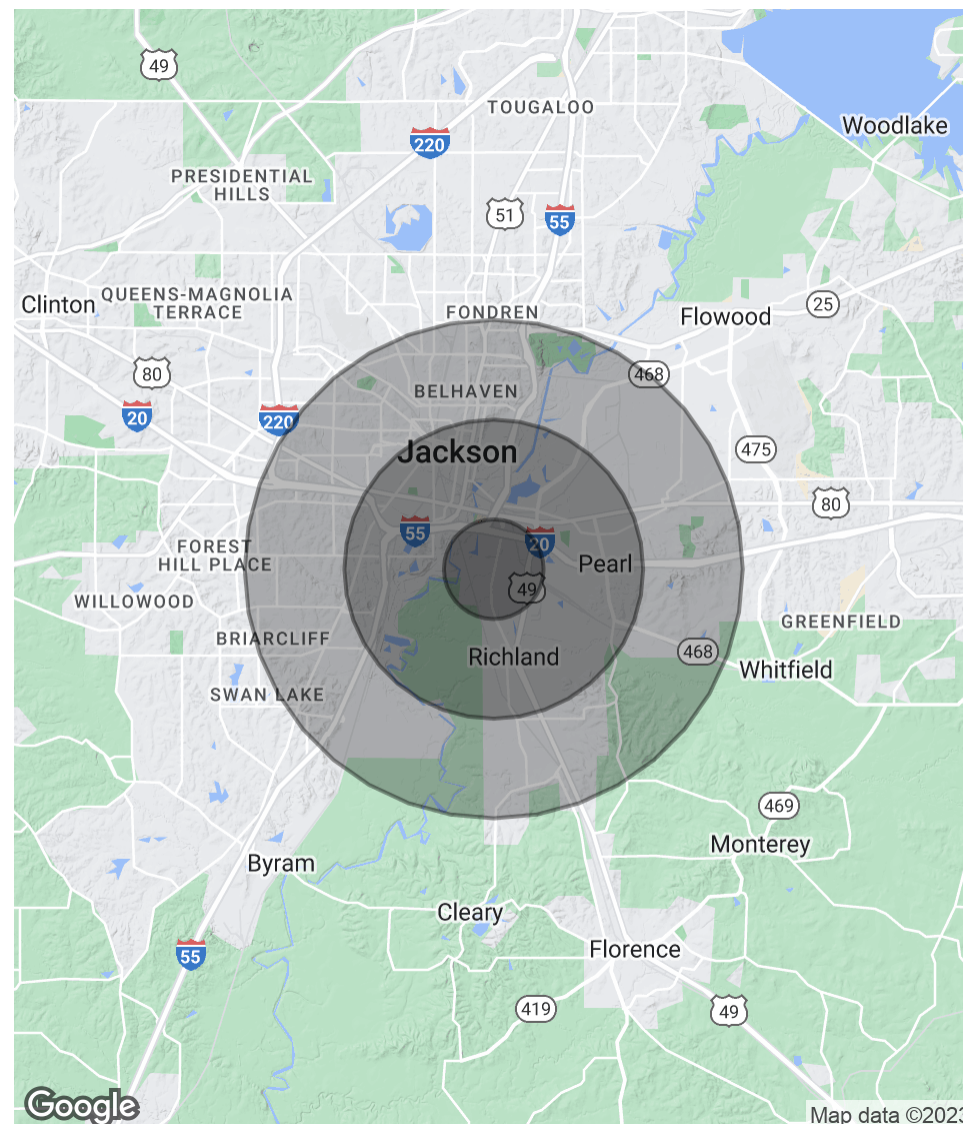 49
TOUGALOO
Woodlake
220
PRESIDENTIAL
HILLS
51
55
Clinton
QUEENS-MAGNOLIA
TERRACE
25
FONDREN
Flowood
80
468
BELHAVEN
20
220
Jackson
475
80
55
20
FOREST
HILL PLACE
Pearl
49
WILLOWOOD
GREENFIELD
BRIARCLIFF
Richland
468
Whitfield
SWAN LAKE
469
Monterey
Byram
Cleary
Florence
55
419
49
Google
Map data ©2023